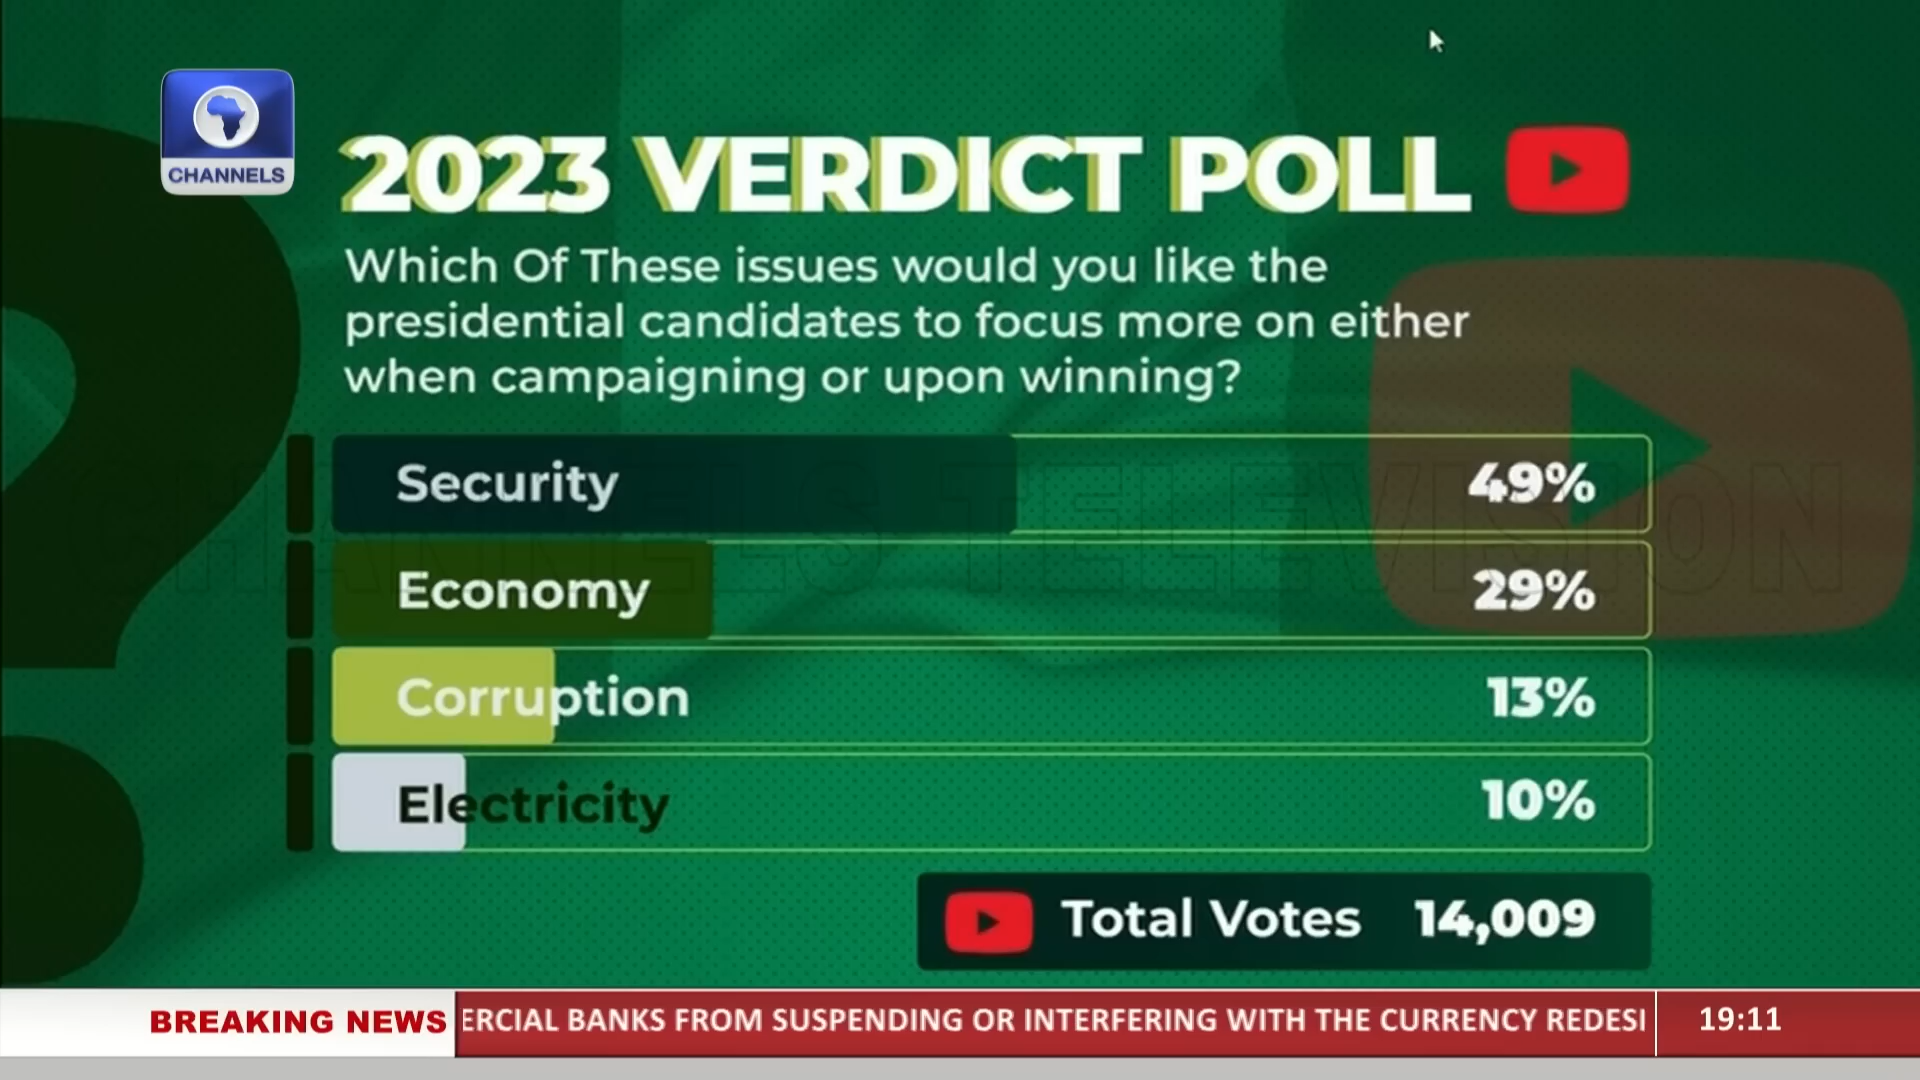 CHANNELS
2023 VERDICT POLL
Which Of These issues would you like the
presidential candidates to focus more on either
when campaigning or upon winning?
Security 49%
CHANNELS TELEVISION
Economy 29%
Corruption 13%
Electricity 10%
Total Votes 14,009
BREAKING NEWS ERCIAL BANKS FROM SUSPENDING OR INTERFERING WITH THE CURRENCY REDESI 19:11